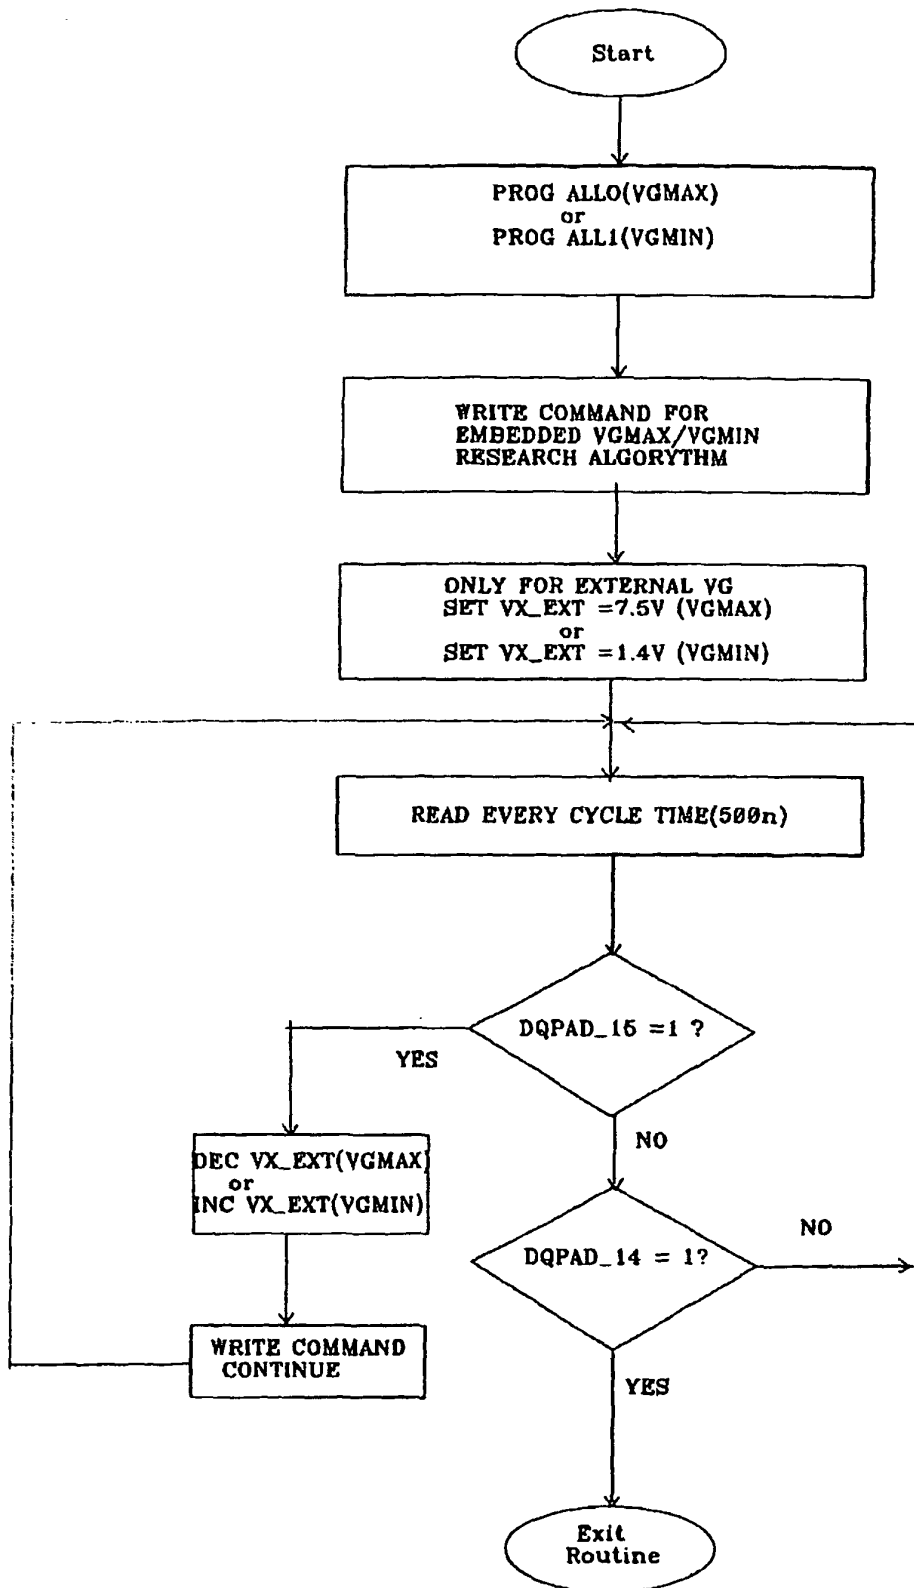 Start
PROG ALL0(VGMAX)
or
PROG ALL1(VGMIN)
WRITE COMMAND FOR
EMBEDDED VGMAX/VGMIN
RESEARCH ALGORYTHM
ONLY FOR EXTERNAL VG
SET VX_EXT =7.5V (VGMAX)
or
SET VX_EXT =1.4V (VGMIN)
READ EVERY CYCLE TIME(500n)
DQPAD_15 =1 ?
YES
NO
DEC VX_EXT(VGMAX)
or
INC VX_EXT(VGMIN)
DQPAD_14 = 1?
NO
WRITE COMMAND
CONTINUE
YES
Exit
Routine